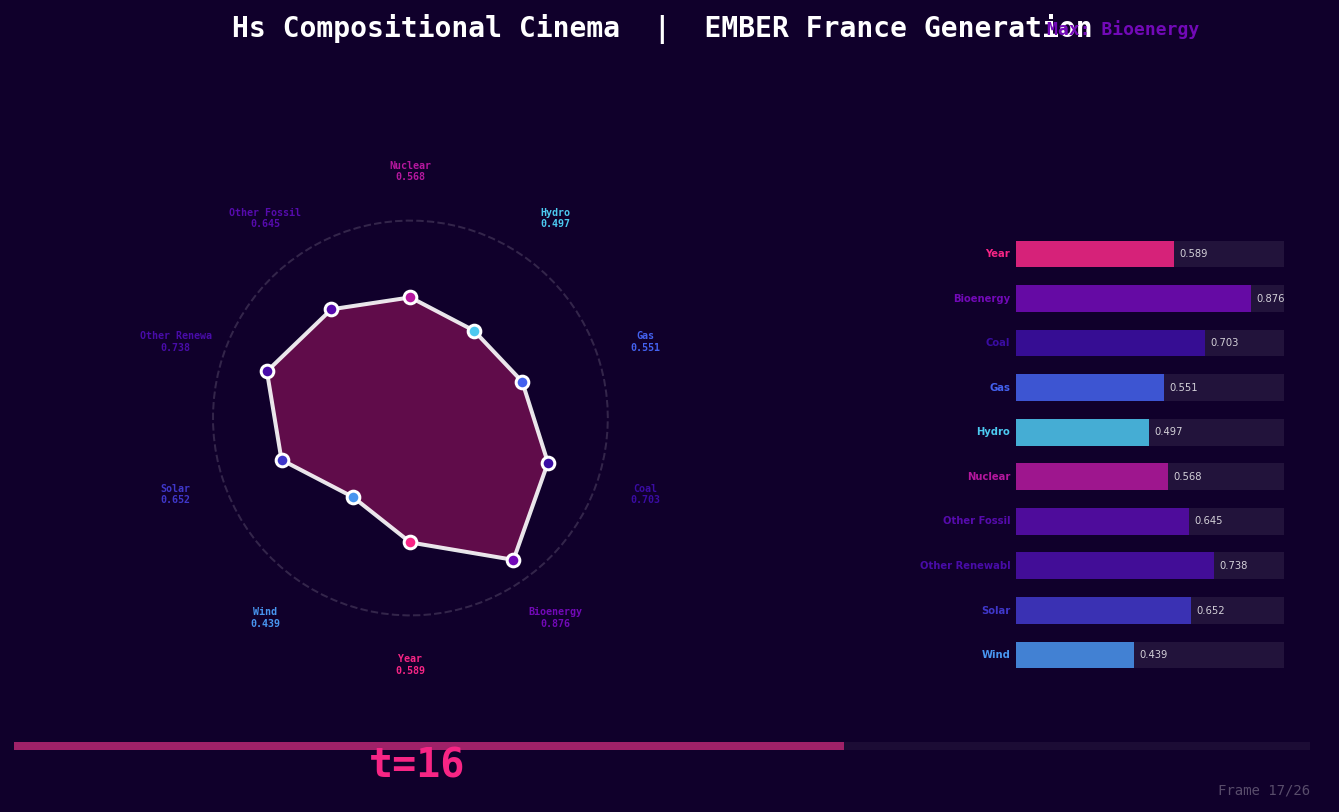 Hs Compositional Cinema  |  EMBER France Generation
Max: Bioenergy
Nuclear
0.568
Other Fossil
0.645
Hydro
0.497
Other Renewa
0.738
Gas
0.551
Solar
0.652
Coal
0.703
Wind
0.439
Bioenergy
0.876
Year
0.589
Year 0.589
Bioenergy 0.876
Coal 0.703
Gas 0.551
Hydro 0.497
Nuclear 0.568
Other Fossil 0.645
Other Renewabl 0.738
Solar 0.652
Wind 0.439
t=16
Frame 17/26